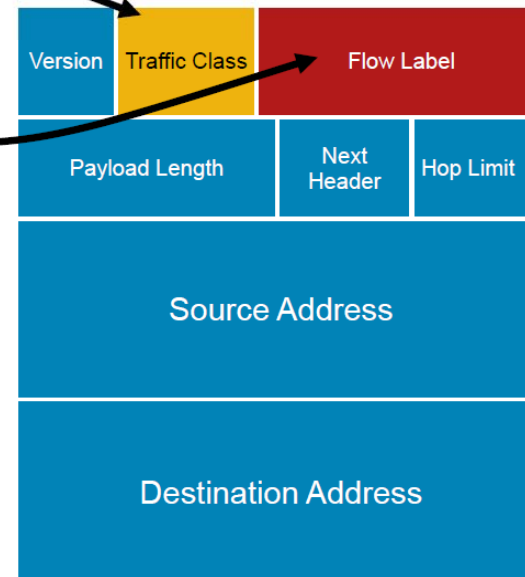 Version
Traffic Class
Flow Label
Payload Length
Next
Header
Hop Limit
Source Address
Destination Address